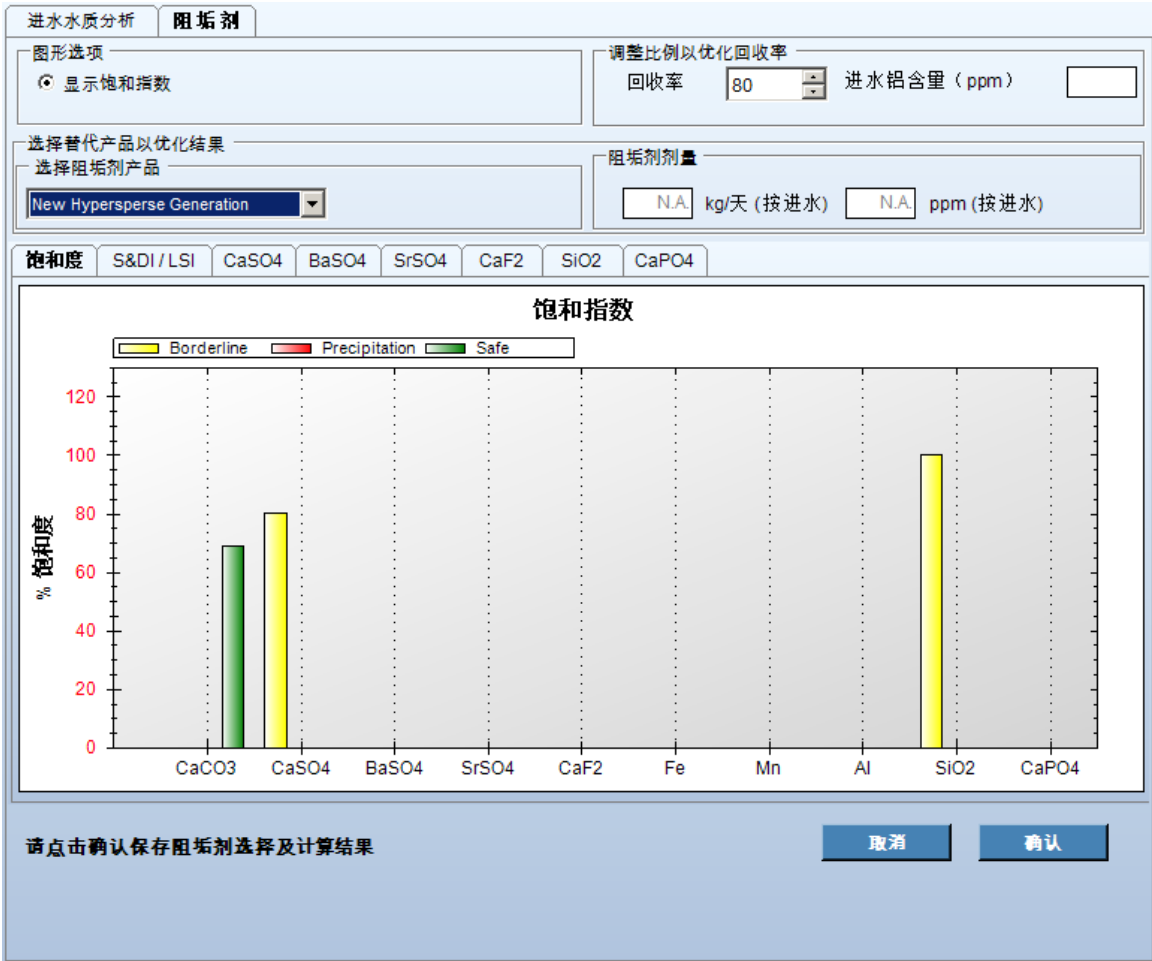 进水水质分析 阻垢剂
图形选项
显示饱和指数
调整比例以优化回收率
回收率 80 进水铝含量（ppm）
选择替代产品以优化结果
选择阻垢剂产品
New Hypersperse Generation
阻垢剂剂量
N.A. kg/天 (按进水) N.A. ppm (按进水)
饱和度 S&DI / LSI CaSO4 BaSO4 SrSO4 CaF2 SiO2 CaPO4
饱和指数
Borderline Precipitation Safe
120
100
80
60
40
20
0
% 饱和度
CaCO3 CaSO4 BaSO4 SrSO4 CaF2 Fe Mn Al SiO2 CaPO4
请点击确认保存阻垢剂选择及计算结果
取消 确认